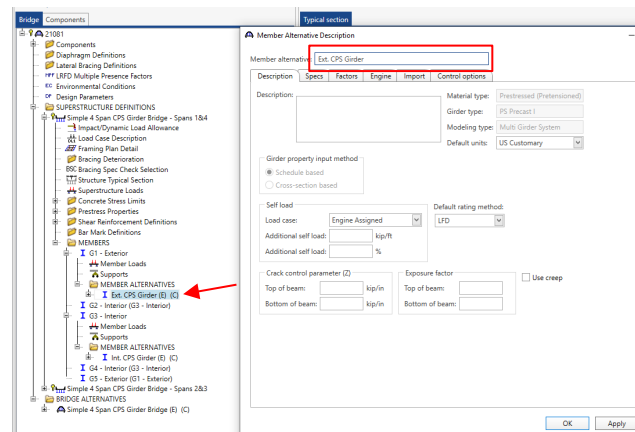 Bridge Components
21081
Components
Diaphragm Definitions
Lateral Bracing Definitions
MPF LRFD Multiple Presence Factors
EC Environmental Conditions
DP Design Parameters
SUPERSTRUCTURE DEFINITIONS
Simple 4 Span CPS Girder Bridge - Spans 1&4
Impact/Dynamic Load Allowance
Load Case Description
Framing Plan Detail
Bracing Deterioration
BSC Bracing Spec Check Selection
Structure Typical Section
Superstructure Loads
Concrete Stress Limits
Prestress Properties
Shear Reinforcement Definitions
Bar Mark Definitions
MEMBERS
G1 - Exterior
Member Loads
Supports
MEMBER ALTERNATIVES
Ext. CPS Girder (E) (C)
G2 - Interior (G3 - Interior)
G3 - Interior
Member Loads
Supports
MEMBER ALTERNATIVES
Int. CPS Girder (E) (C)
G4 - Interior (G3 - Interior)
G5 - Exterior (G1 - Exterior)
Simple 4 Span CPS Girder Bridge - Spans 2&3
BRIDGE ALTERNATIVES
Simple 4 Span CPS Girder Bridge (E) (C)
Typical section
Member Alternative Description
Member alternative: Ext. CPS Girder
Description Specs Factors Engine Import Control options
Description:
Material type: Prestressed (Pretensioned)
Girder type: PS Precast I
Modeling type: Multi Girder System
Default units: US Customary
Girder property input method
Schedule based
Cross-section based
Self load
Load case: Engine Assigned
Additional self load: kip/ft
Additional self load: %
Default rating method:
LFD
Crack control parameter (Z)
Top of beam: kip/in
Bottom of beam: kip/in
Exposure factor
Top of beam:
Bottom of beam:
Use creep
OK Apply